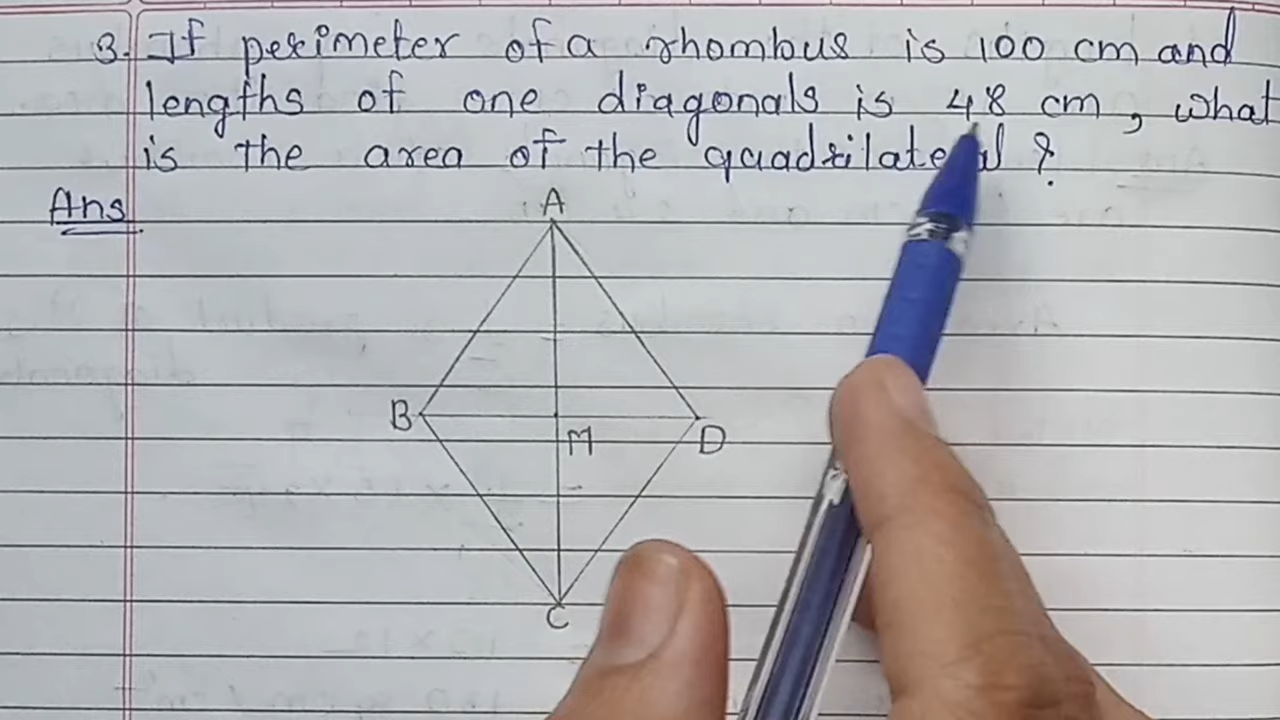 3. If perimeter of a rhombus is 100 cm and
lengths of one diagonals is 48 cm, what
is the area of the quadrilateral ?
Ans
A
B
M
D
C